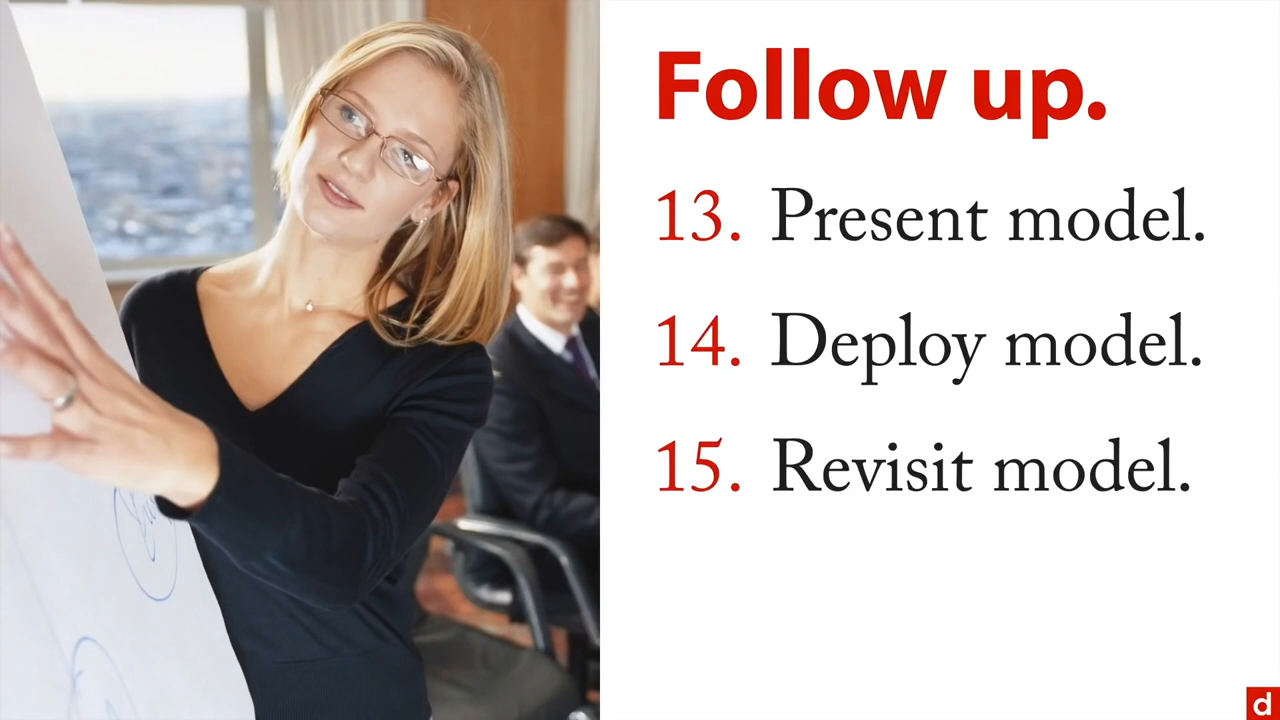 Follow up.
13. Present model.
14. Deploy model.
15. Revisit model.
d